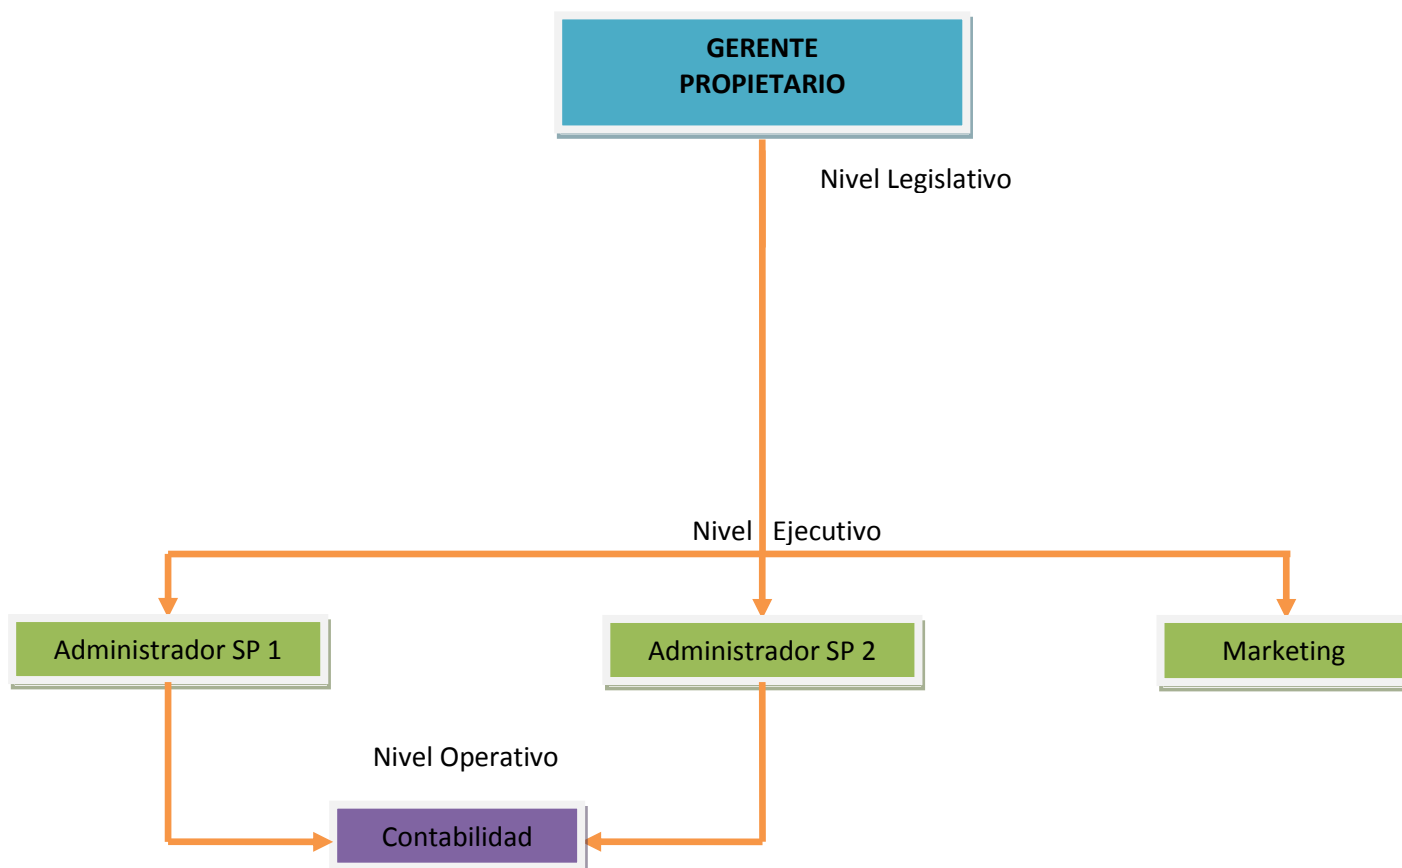 GERENTE
PROPIETARIO
Nivel Legislativo
Nivel Ejecutivo
Administrador SP 1
Administrador SP 2
Marketing
Nivel Operativo
Contabilidad